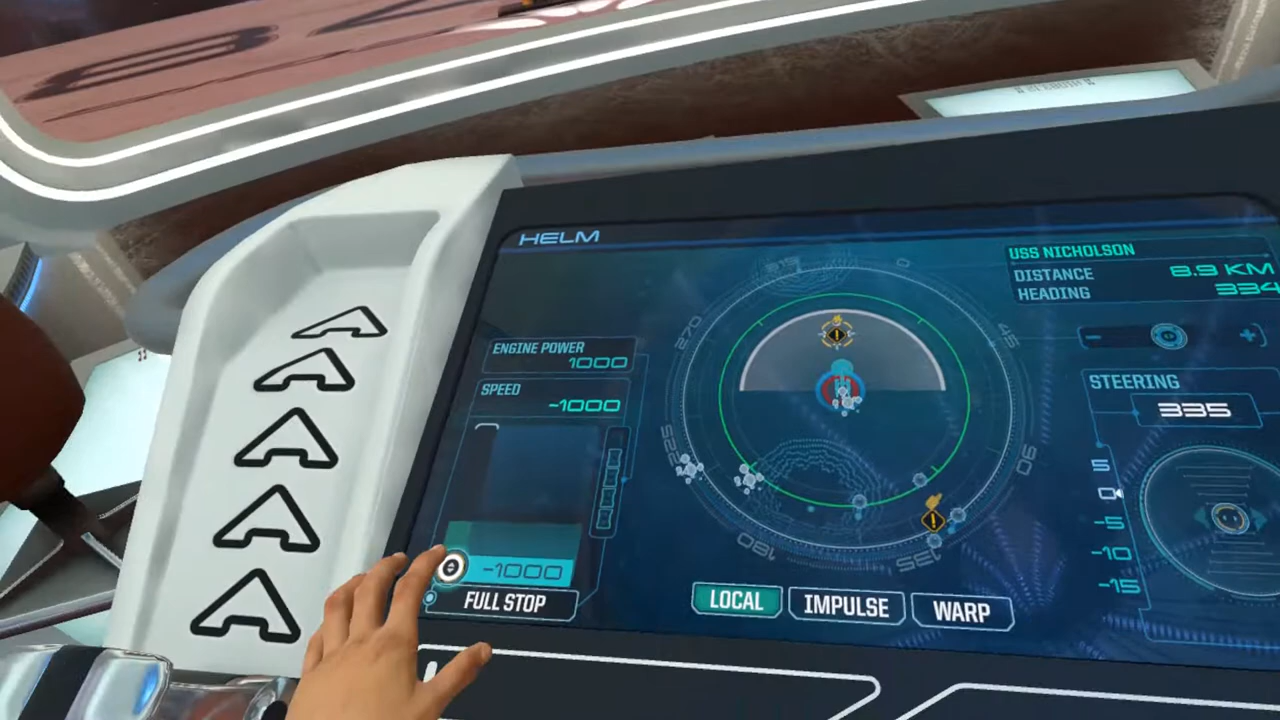 HELM
USS NICHOLSON
DISTANCE 8.9 KM
HEADING 334
ENGINE POWER
1000
SPEED
-1000
STEERING
335
270
0
45
225
90
180
135
5
0
-5
-10
-15
-1000
FULL STOP
LOCAL
IMPULSE
WARP